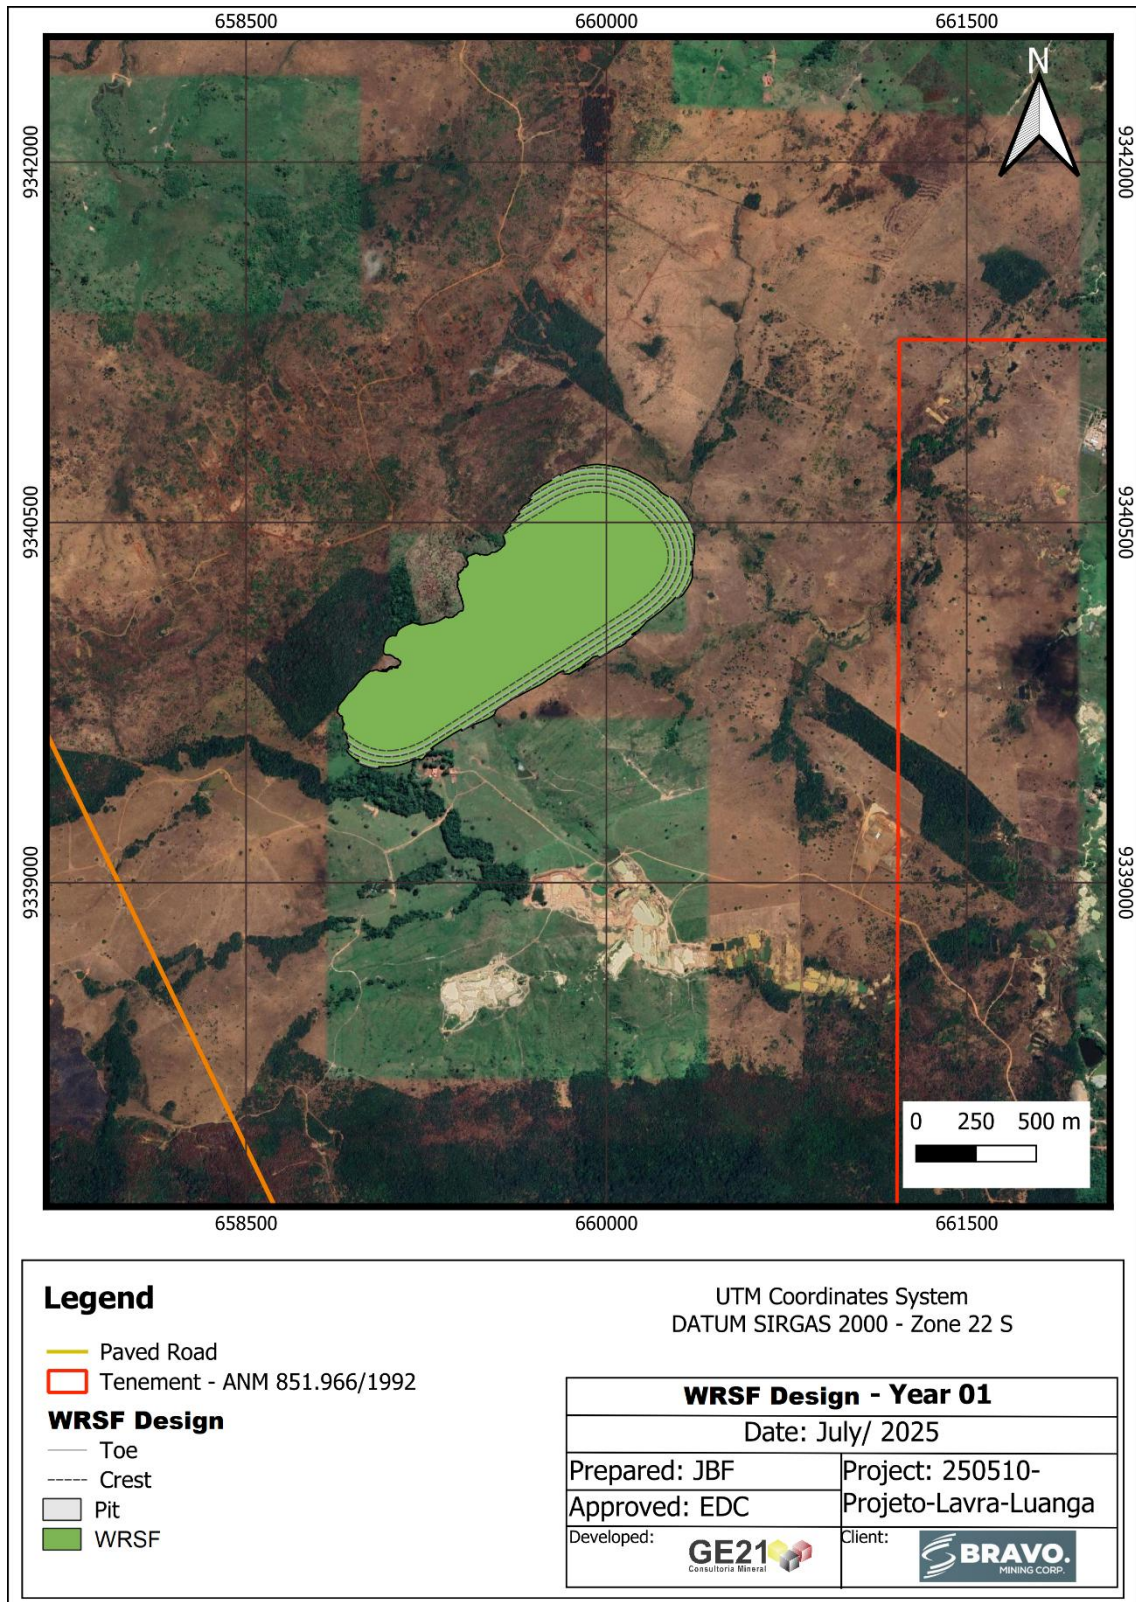 658500 660000 661500
N
9342000 9342000
9340500 9340500
9339000 9339000
0 250 500 m
658500 660000 661500
Legend
Paved Road
Tenement - ANM 851.966/1992
WRSF Design
Toe
Crest
Pit
WRSF
UTM Coordinates System
DATUM SIRGAS 2000 - Zone 22 S
WRSF Design - Year 01
Date: July/ 2025
Prepared: JBF
Project: 250510-
Projeto-Lavra-Luanga
Approved: EDC
Developed:
GE21
Consultoria Mineral
Client:
BRAVO.
MINING CORP.